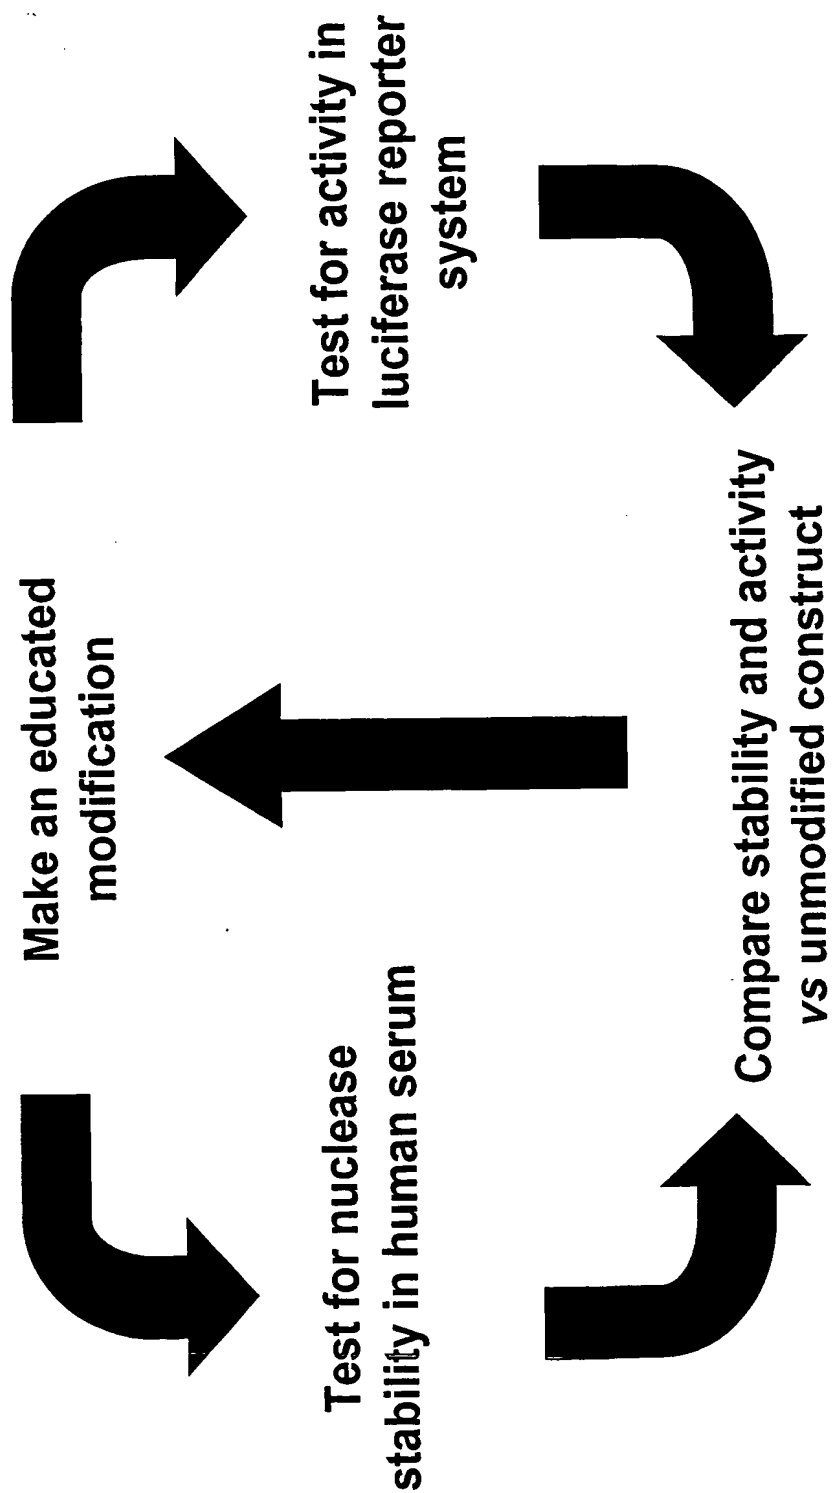 Make an educated
modification
Test for nuclease
stability in human serum
Test for activity in
luciferase reporter
system
Compare stability and activity
vs unmodified construct